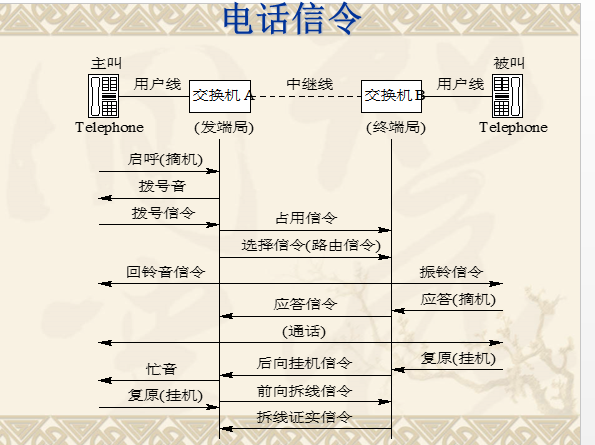 电话信令
主叫
被叫
用户线
交换机 A
中继线
交换机 B
用户线
Telephone
(发端局)
(终端局)
Telephone
启呼(摘机)
拨号音
拨号信令
占用信令
选择信令(路由信令)
回铃音信令
振铃信令
应答(摘机)
应答信令
(通话)
复原(挂机)
后向挂机信令
忙音
前向拆线信令
复原(挂机)
拆线证实信令